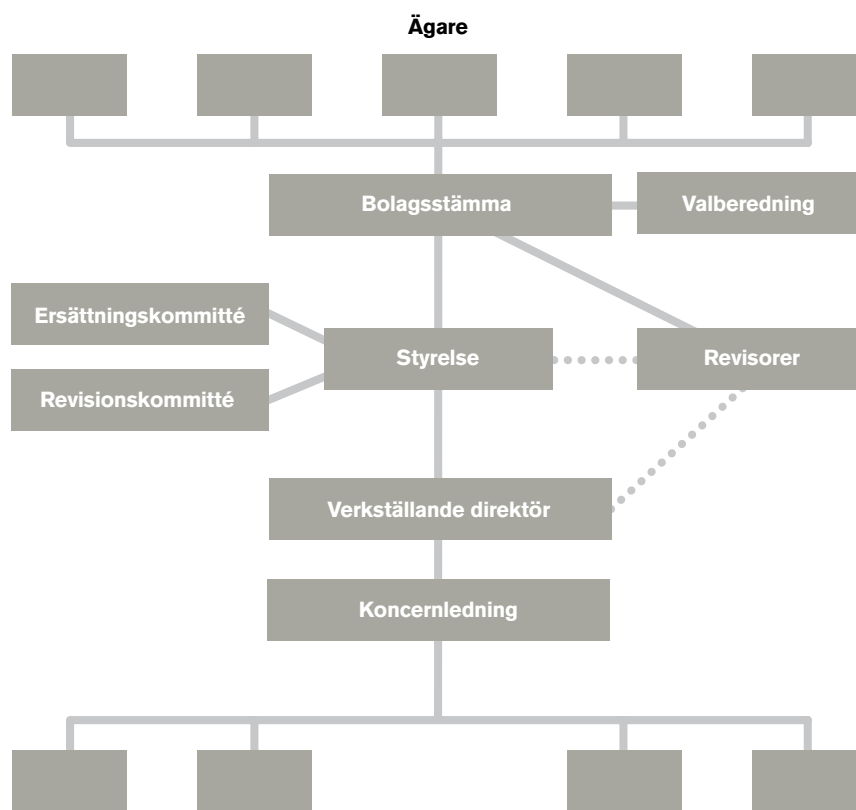 Ägare
Bolagsstämma
Valberedning
Ersättningskommitté
Styrelse
Revisorer
Revisionskommitté
Verkställande direktör
Koncernledning